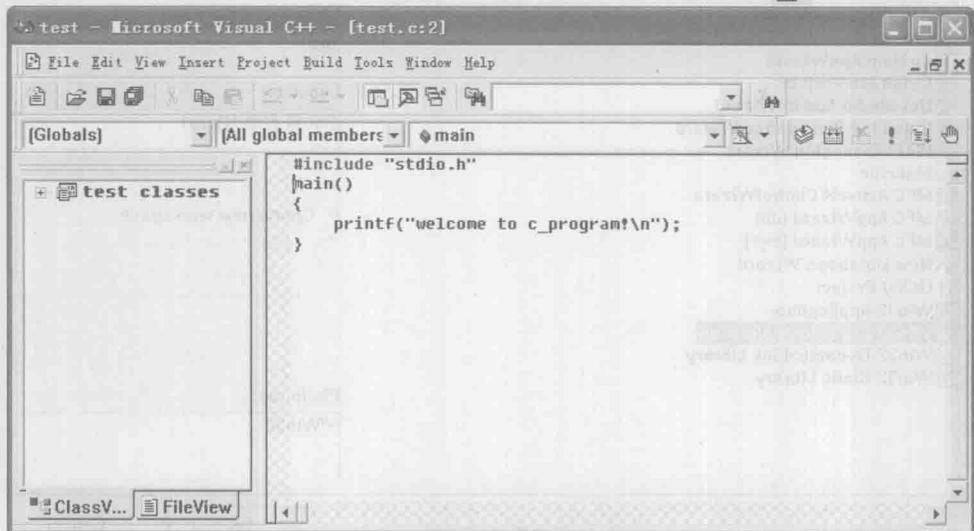 test - Microsoft Visual C++ - [test.c:2]
File Edit View Insert Project Build Tools Window Help
(Globals) (All global members main
test classes
#include "stdio.h"
main()
{
printf("welcome to c_program!\n");
}
ClassV... FileView